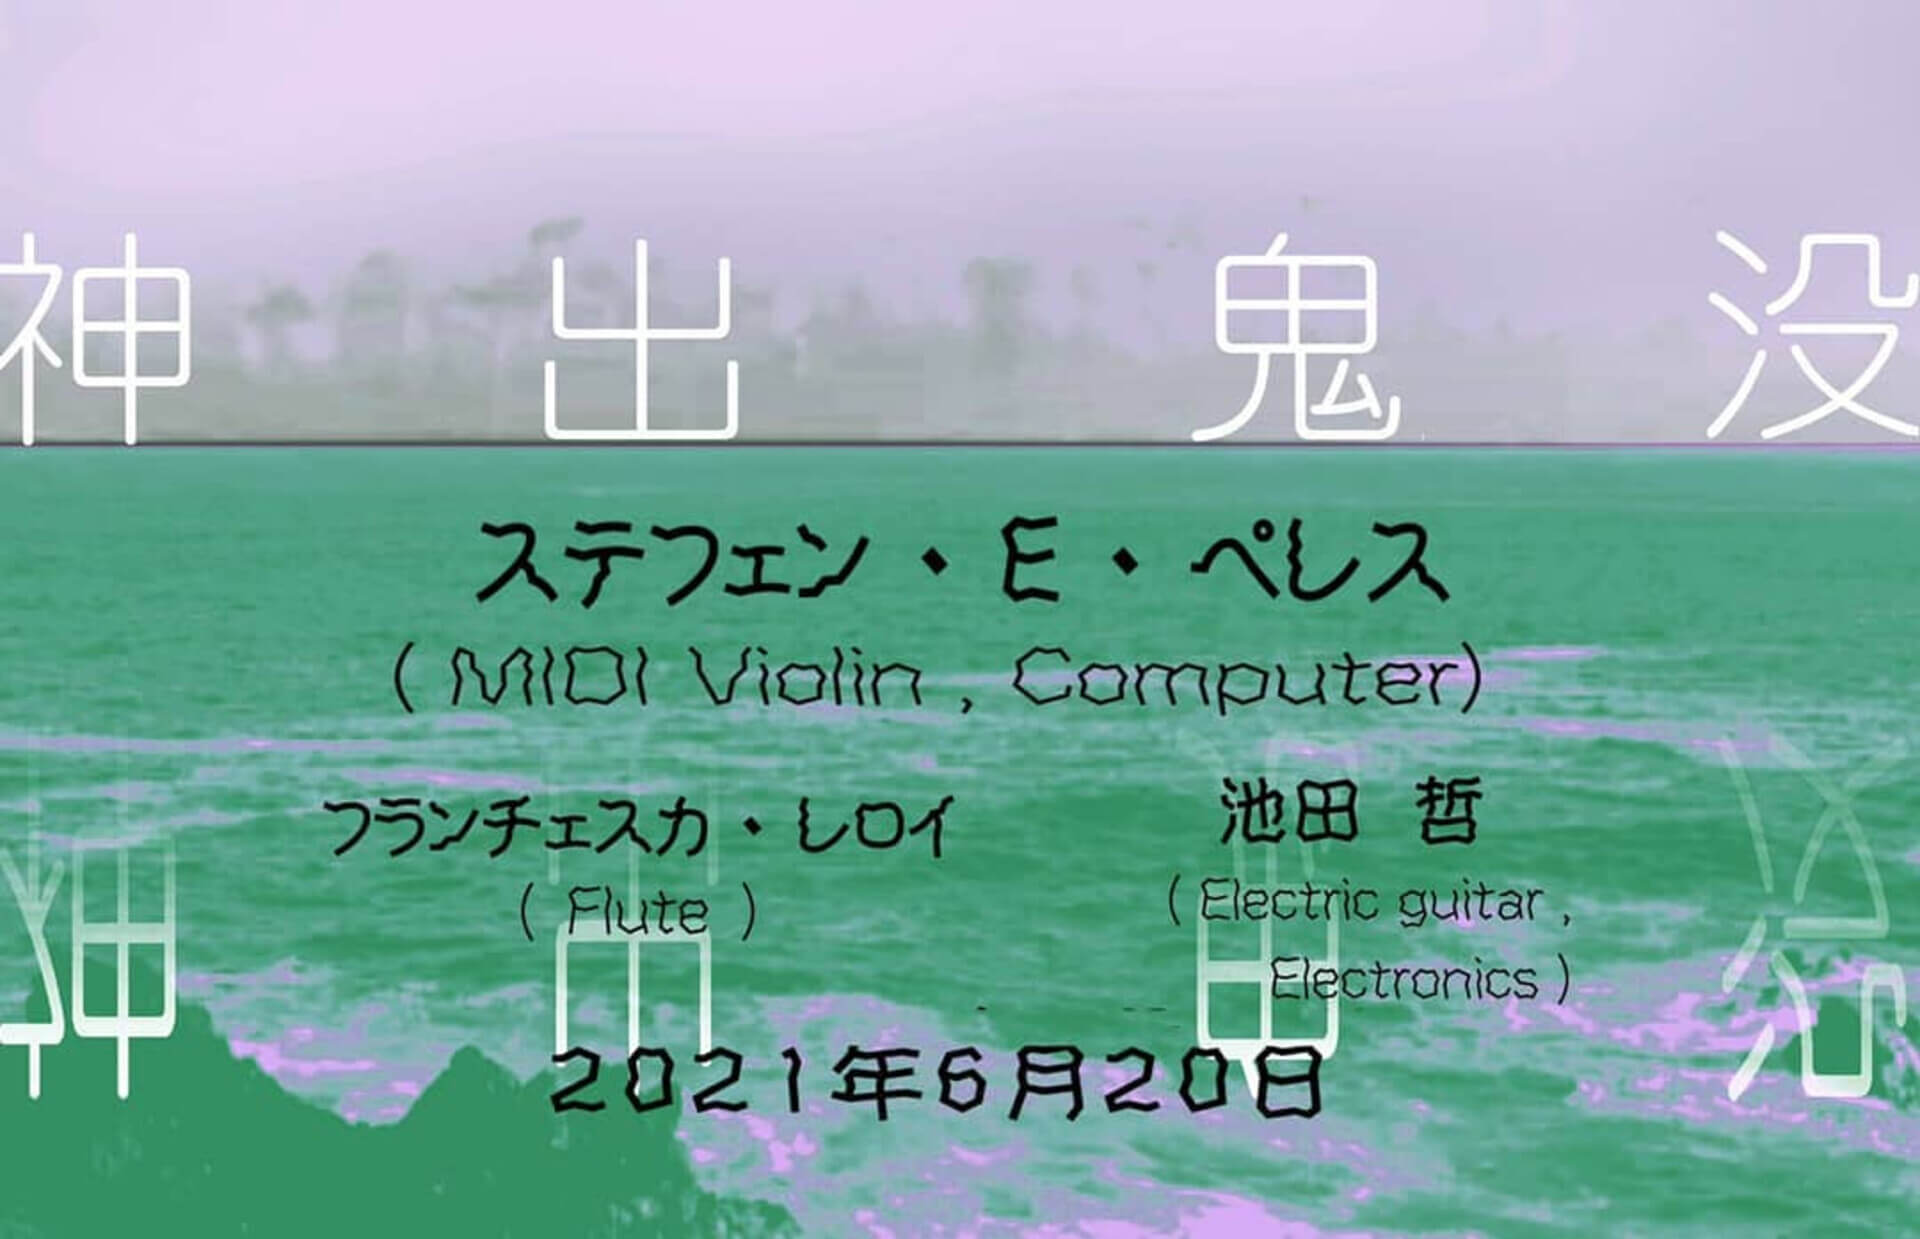 神出鬼没
ステフェン・E・ペレス
( MIDI Violin , Computer)
フランチェスカ・レロイ
( Flute )
池田 哲
( Electric guitar ,
Electronics )
2021年6月20日